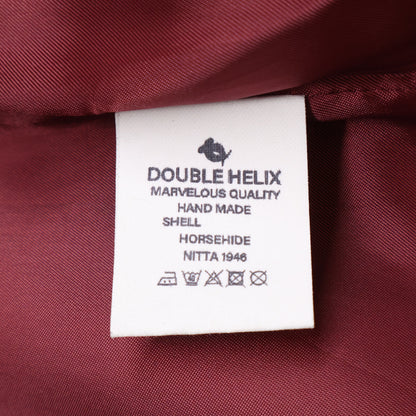 DOUBLE HELIX
MARVELOUS QUALITY
HAND MADE
SHELL
HORSEHIDE
NITTA 1946